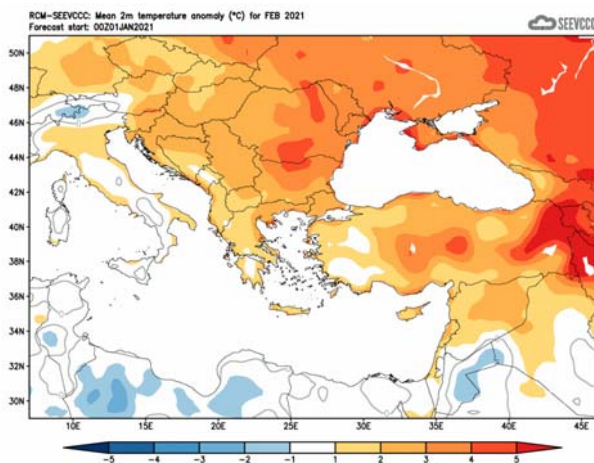 RCM-SEEVCCC: Mean 2m temperature anomaly (°C) for FEB 2021
Forecast start: 00Z01JAN2021
SEEVCCC
50N
48N
46N
44N
42N
40N
38N
36N
34N
32N
30N
10E 15E 20E 25E 30E 35E 40E 45E
-5 -4 -3 -2 -1 1 2 3 4 5